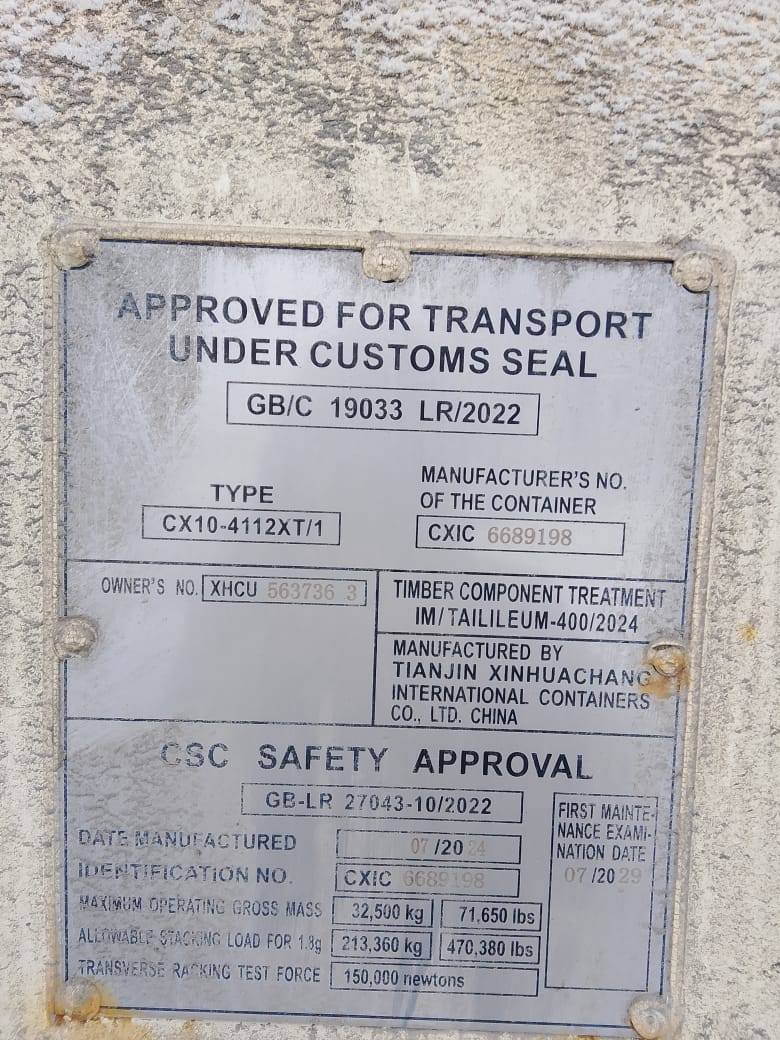 APPROVED FOR TRANSPORT
UNDER CUSTOMS SEAL
GB/C 19033 LR/2022
TYPE
CX10-4112XT/1
MANUFACTURER'S NO.
OF THE CONTAINER
CXIC 6689198
OWNER'S NO. XHCU 563736 3
TIMBER COMPONENT TREATMENT
IM/TAILILEUM-400/2024
MANUFACTURED BY
TIANJIN XINHUACHANG
INTERNATIONAL CONTAINERS
CO., LTD. CHINA
CSC SAFETY APPROVAL
GB-LR 27043-10/2022
DATE MANUFACTURED 07/2024
IDENTIFICATION NO. CXIC 6689198
MAXIMUM OPERATING GROSS MASS 32,500 kg 71,650 lbs
ALLOWABLE STACKING LOAD FOR 1.8g 213,360 kg 470,380 lbs
TRANSVERSE RACKING TEST FORCE 150,000 newtons
FIRST MAINTE-
NANCE EXAMI-
NATION DATE
07/2029